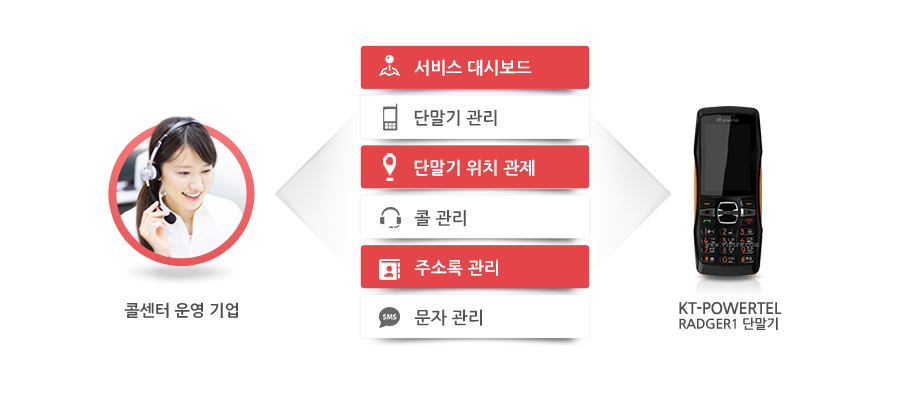 서비스 대시보드
단말기 관리
단말기 위치 관제
콜 관리
주소록 관리
SMS
문자 관리
콜센터 운영 기업
KT-POWERTEL
RADGER1 단말기